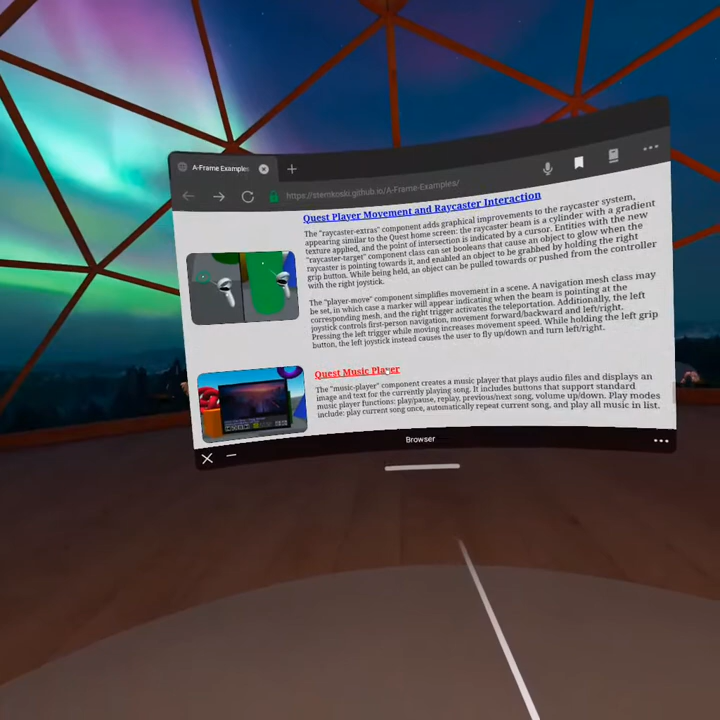 A-Frame Examples
https://stemkoski.github.io/A-Frame-Examples/
Quest Player Movement and Raycaster Interaction
The "raycaster-extras" component adds graphical improvements to the raycaster system,
appearing similar to the Quest home screen: the raycaster beam is a cylinder with a gradient
texture applied, and the point of intersection is indicated by a cursor. Entities with the new
"raycaster-target" component class can set booleans that cause an object to glow when the
raycaster is pointing towards it, and enabled an object to be grabbed by holding the right
grip button. While being held, an object can be pulled towards or pushed from the controller
with the right joystick.
The "player-move" component simplifies movement in a scene. A navigation mesh class may
be set, in which case a marker will appear indicating when the beam is pointing at the
corresponding mesh, and the right trigger activates the teleportation. Additionally, the left
joystick controls first-person navigation, movement forward/backward and left/right.
Pressing the left trigger while moving increases movement speed. While holding the left grip
button, the left joystick instead causes the user to fly up/down and turn left/right.
Quest Music Player
The "music-player" component creates a music player that plays audio files and displays an
image and text for the currently playing song. It includes buttons that support standard
music player functions: play/pause, replay, previous/next song, volume up/down. Play modes
include: play current song once, automatically repeat current song, and play all music in list.
Browser